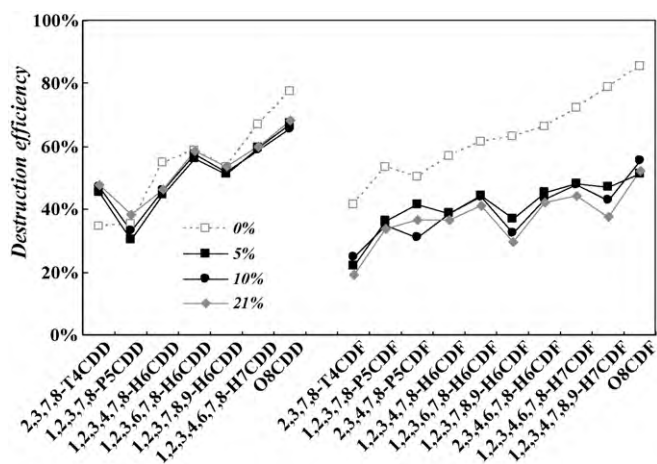 Destruction efficiency
100%
80%
60%
40%
20%
0%
0%
5%
10%
21%
2,3,7,8-T4CDD
1,2,3,7,8-P5CDD
1,2,3,4,7,8-H6CDD
1,2,3,6,7,8-H6CDD
1,2,3,7,8,9-H6CDD
1,2,3,4,6,7,8-H7CDD
O8CDD
2,3,7,8-T4CDF
1,2,3,7,8-P5CDF
2,3,4,7,8-P5CDF
1,2,3,4,7,8-H6CDF
1,2,3,6,7,8-H6CDF
1,2,3,7,8,9-H6CDF
2,3,4,6,7,8-H6CDF
1,2,3,4,6,7,8-H7CDF
1,2,3,4,7,8,9-H7CDF
O8CDF